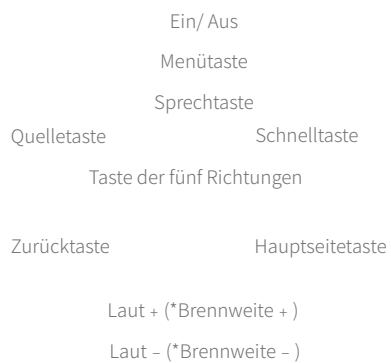 Ein/ Aus
Menütaste
Sprechtaste
Quelletaste Schnelltaste
Taste der fünf Richtungen
Zurücktaste Hauptseitetaste
Laut + (*Brennweite + )
Laut – (*Brennweite – )